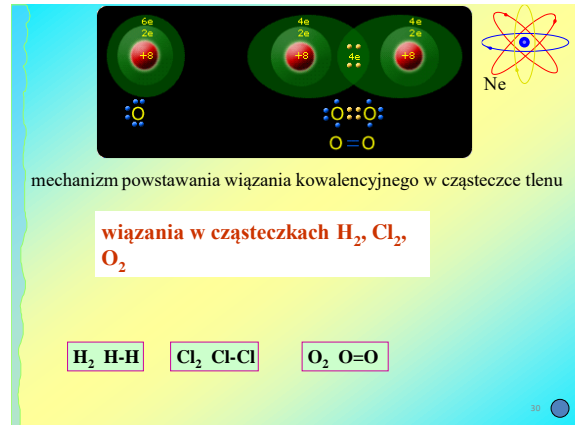 6e 4e 4e
2e 2e 2e
+8 +8 4e +8
O O O
O=O
Ne
mechanizm powstawania wiązania kowalencyjnego w cząsteczce tlenu
wiązania w cząsteczkach H₂, Cl₂,
O₂
H₂ H-H Cl₂ Cl-Cl O₂ O=O
30